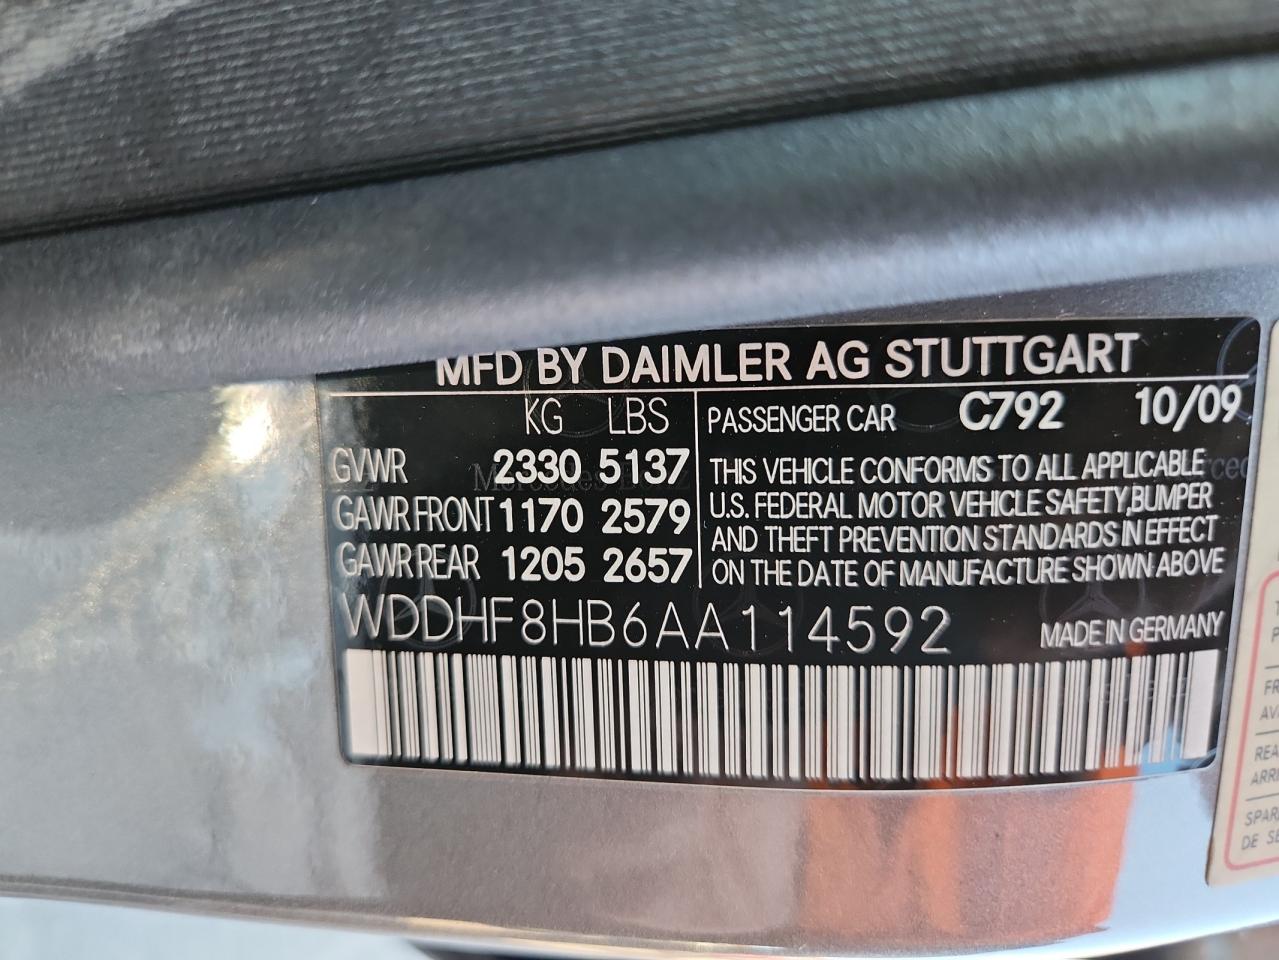 MFD BY DAIMLER AG STUTTGART
KG LBS
GVWR 2330 5137
GAWR FRONT 1170 2579
GAWR REAR 1205 2657
PASSENGER CAR C792 10/09
THIS VEHICLE CONFORMS TO ALL APPLICABLE
U.S. FEDERAL MOTOR VEHICLE SAFETY,BUMPER
AND THEFT PREVENTION STANDARDS IN EFFECT
ON THE DATE OF MANUFACTURE SHOWN ABOVE
WDDHF8HB6AA114592
MADE IN GERMANY